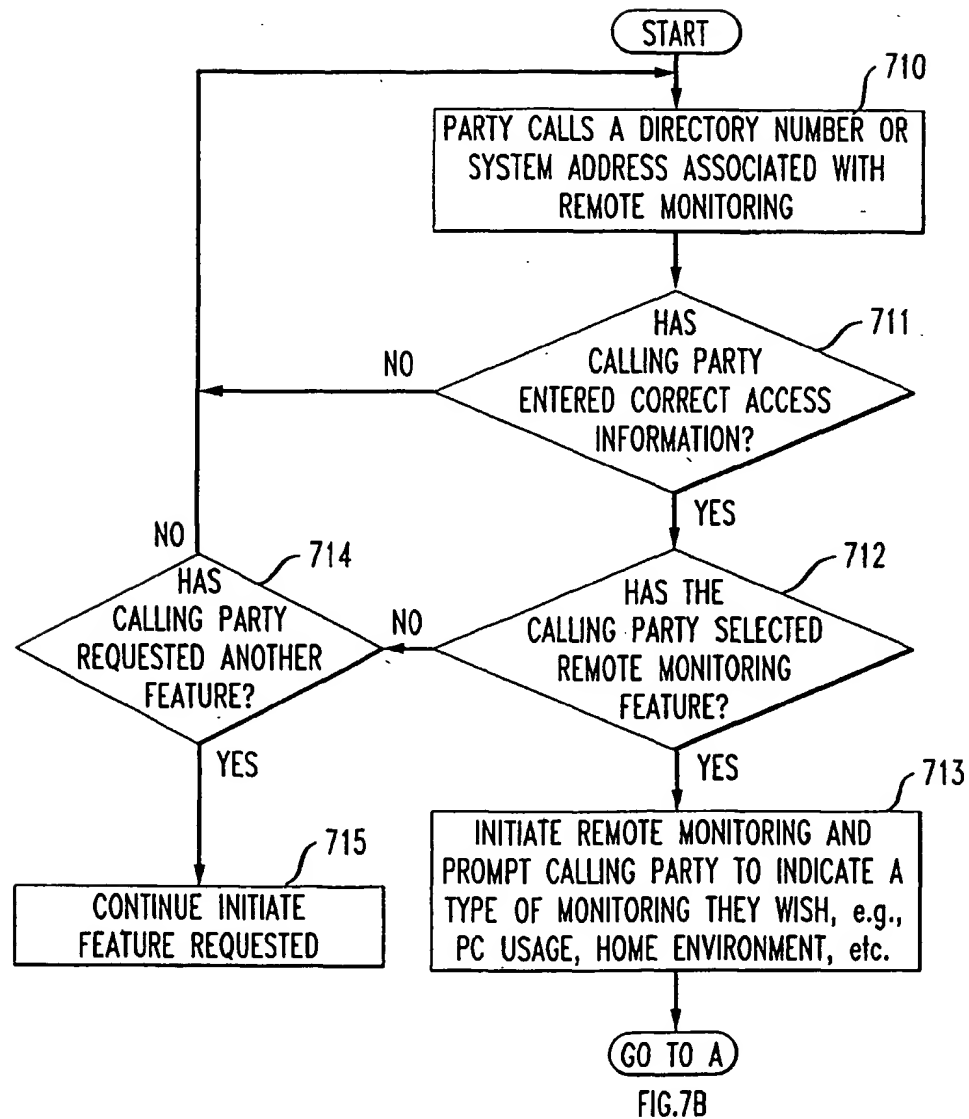 START
710
PARTY CALLS A DIRECTORY NUMBER OR
SYSTEM ADDRESS ASSOCIATED WITH
REMOTE MONITORING
711
HAS
CALLING PARTY
ENTERED CORRECT ACCESS
INFORMATION?
NO
YES
712
HAS THE
CALLING PARTY SELECTED
REMOTE MONITORING
FEATURE?
NO
YES
714
HAS
CALLING PARTY
REQUESTED ANOTHER
FEATURE?
NO
YES
715
CONTINUE INITIATE
FEATURE REQUESTED
713
INITIATE REMOTE MONITORING AND
PROMPT CALLING PARTY TO INDICATE A
TYPE OF MONITORING THEY WISH, e.g.,
PC USAGE, HOME ENVIRONMENT, etc.
GO TO A
FIG.7B